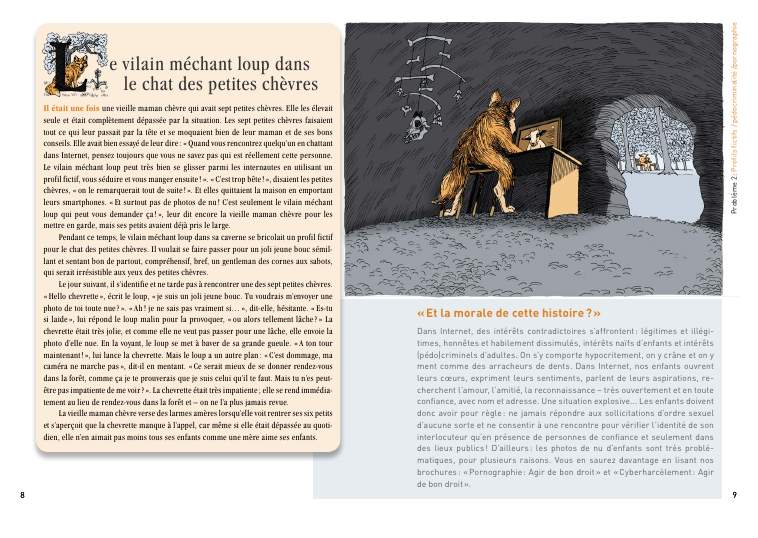 Le vilain méchant loup dans
le chat des petites chèvres
Il était une fois une vieille maman chèvre qui avait sept petites chèvres. Elle les élevait
seule et était complètement dépassée par la situation. Les sept petites chèvres faisaient
tout ce qui leur passait par la tête et se moquaient bien de leur maman et de ses bons
conseils. Elle avait bien essayé de leur dire : « Quand vous rencontrez quelqu'un en chattant
dans Internet, pensez toujours que vous ne savez pas qui est réellement cette personne.
Le vilain méchant loup peut très bien se glisser parmi les internautes en utilisant un
profil fictif, vous séduire et vous manger ensuite ! ». « C'est trop bête ! », disaient les petites
chèvres, « on le remarquerait tout de suite ! ». Et elles quittaient la maison en emportant
leurs smartphones. « Et surtout pas de photos de nu ! C'est seulement le vilain méchant
loup qui peut vous demander ça ! », leur dit encore la vieille maman chèvre pour les
mettre en garde, mais ses petits avaient déjà pris le large.
Pendant ce temps, le vilain méchant loup dans sa caverne se bricolait un profil fictif
pour le chat des petites chèvres. Il voulait se faire passer pour un joli jeune bouc sémil-
lant et sentant bon de partout, compréhensif, bref, un gentleman des cornes aux sabots,
qui serait irrésistible aux yeux des petites chèvres.
Le jour suivant, il s'identifie et ne tarde pas à rencontrer une des sept petites chèvres.
« Hello chevrette », écrit le loup, « je suis un joli jeune bouc. Tu voudrais m'envoyer une
photo de toi toute nue ? ». « Ah ! je ne sais pas vraiment si… », dit-elle, hésitante. « Es-tu
si laide », lui répond le loup malin pour la provoquer, « ou alors tellement lâche ? » La
chevrette était très jolie, et comme elle ne veut pas passer pour une lâche, elle envoie la
photo d'elle nue. En la voyant, le loup se met à baver de sa grande gueule. « A ton tour
maintenant ! », lui lance la chevrette. Mais le loup a un autre plan : « C'est dommage, ma
caméra ne marche pas », dit-il en mentant. « Ce serait mieux de se donner rendez-vous
dans la forêt, comme ça je te prouverais que je suis celui qu'il te faut. Mais tu n'es peut-
être pas impatiente de me voir ? » La chevrette était très impatiente ; elle se rend immédia-
tement au lieu de rendez-vous dans la forêt et – on ne l'a plus jamais revue.
La vieille maman chèvre verse des larmes amères lorsqu'elle voit rentrer ses six petits
et s'aperçoit que la chevrette manque à l'appel, car même si elle était dépassée au quoti-
dien, elle n'en aimait pas moins tous ses enfants comme une mère aime ses enfants.
8
Problème 2: Profils fictifs / pédocriminalité /pornographie
« Et la morale de cette histoire ? »
Dans Internet, des intérêts contradictoires s'affrontent : légitimes et illégi-
times, honnêtes et habilement dissimulés, intérêts naïfs d'enfants et intérêts
(pédo)criminels d'adultes. On s'y comporte hypocritement, on y crâne et on y
ment comme des arracheurs de dents. Dans Internet, nos enfants ouvrent
leurs cœurs, expriment leurs sentiments, parlent de leurs aspirations, re-
cherchent l'amour, l'amitié, la reconnaissance – très ouvertement et en toute
confiance, avec nom et adresse. Une situation explosive... Les enfants doivent
donc avoir pour règle : ne jamais répondre aux sollicitations d'ordre sexuel
d'aucune sorte et ne consentir à une rencontre pour vérifier l'identité de son
interlocuteur qu'en présence de personnes de confiance et seulement dans
des lieux publics ! D'ailleurs : les photos de nu d'enfants sont très problé-
matiques, pour plusieurs raisons. Vous en saurez davantage en lisant nos
brochures : « Pornographie : Agir de bon droit » et « Cyberharcèlement : Agir
de bon droit ».
9